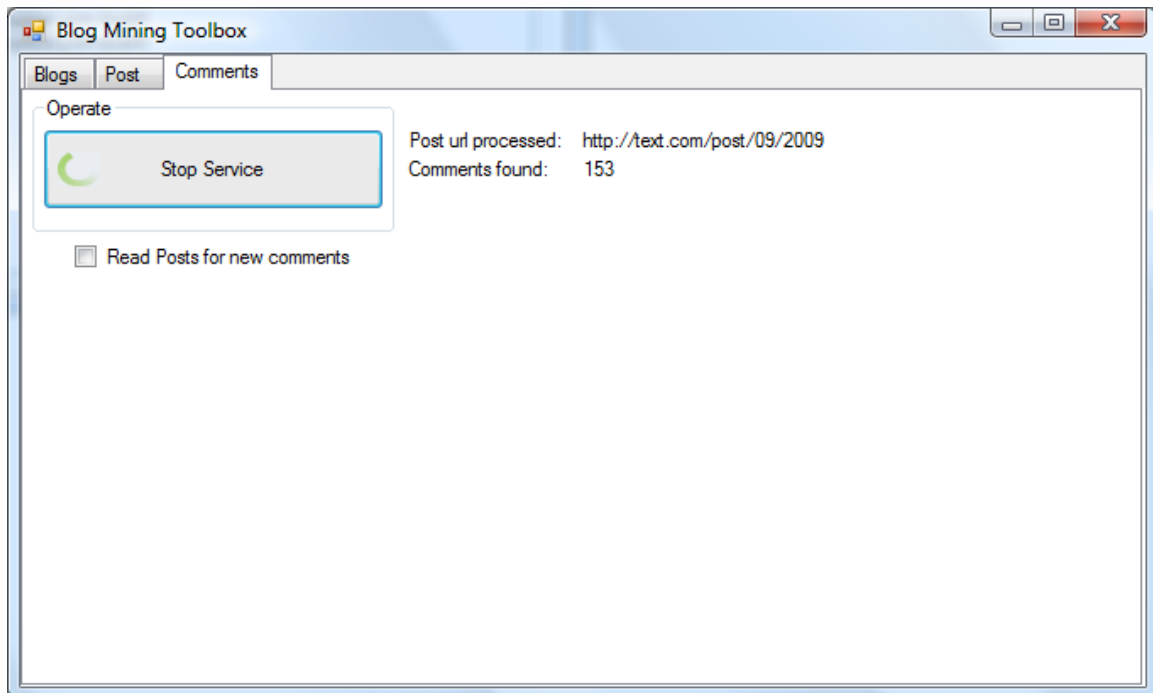 Blog Mining Toolbox
Blogs Post Comments
Operate
Stop Service
Post url processed: http://text.com/post/09/2009
Comments found: 153
Read Posts for new comments